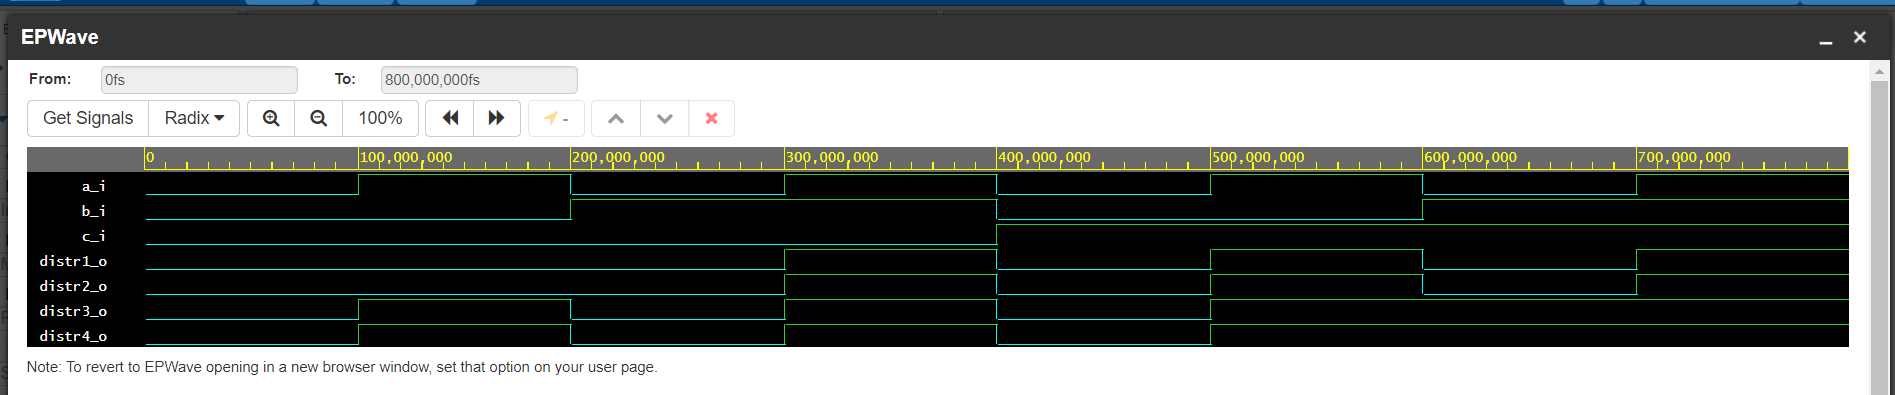 EPWave
From: 0fs To: 800,000,000fs
Get Signals Radix 100% -
0 100,000,000 200,000,000 300,000,000 400,000,000 500,000,000 600,000,000 700,000,000
a_i
b_i
c_i
distr1_o
distr2_o
distr3_o
distr4_o
Note: To revert to EPWave opening in a new browser window, set that option on your user page.